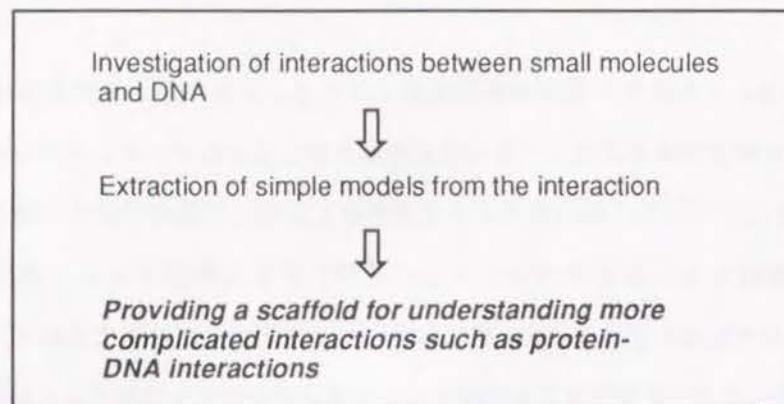 Investigation of interactions between small molecules
and DNA
Extraction of simple models from the interaction
Providing a scaffold for understanding more
complicated interactions such as protein-
DNA interactions